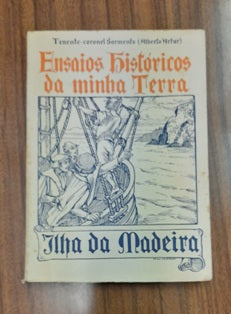 Tenente-coronel Sarmento (Alberto Artur)
Ensaios Históricos
da minha Terra
Ilha da Madeira